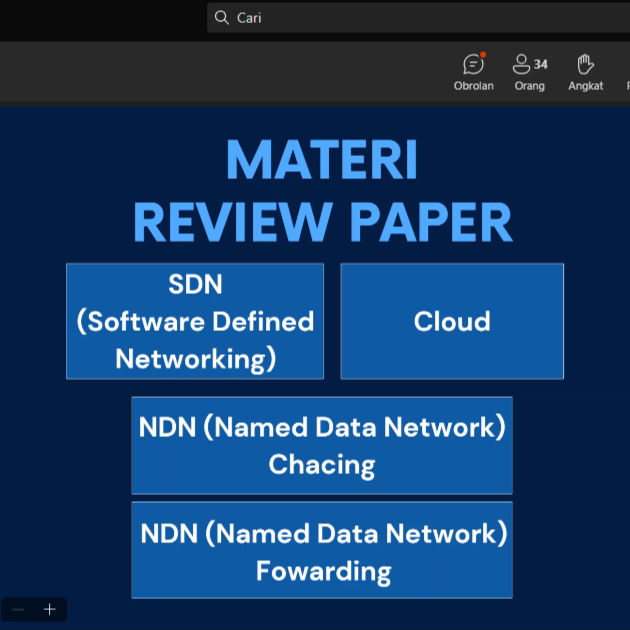 Cari
34
Obrolan
Orang
Angkat
MATERI
REVIEW PAPER
SDN
(Software Defined
Networking)
Cloud
NDN (Named Data Network)
Chacing
NDN (Named Data Network)
Fowarding